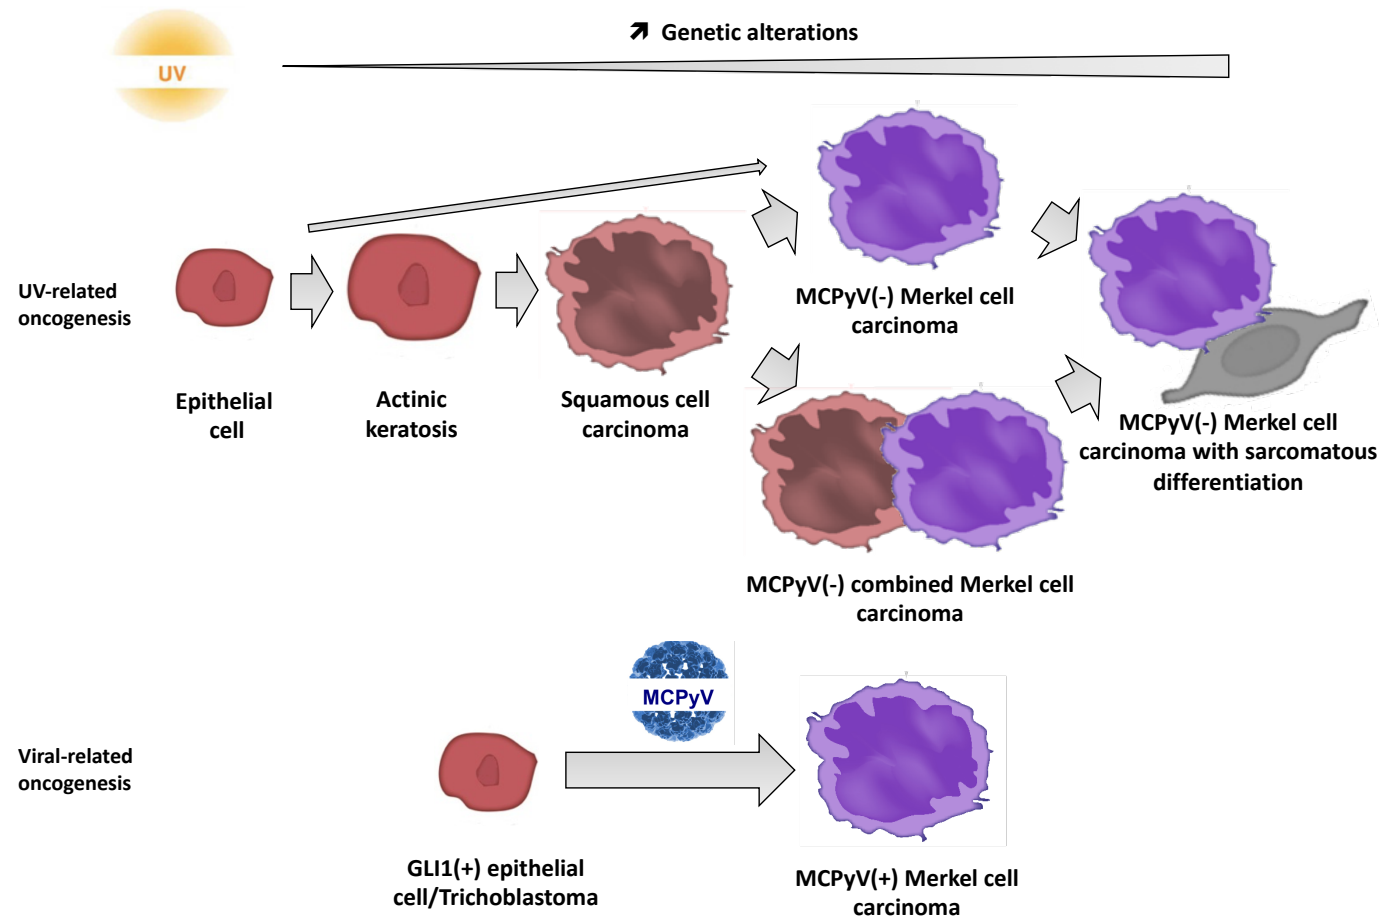 ↗ Genetic alterations
UV
UV-related
oncogenesis
Epithelial
cell
Actinic
keratosis
Squamous cell
carcinoma
MCPyV(-) Merkel cell
carcinoma
MCPyV(-) combined Merkel cell
carcinoma
MCPyV(-) Merkel cell
carcinoma with sarcomatous
differentiation
Viral-related
oncogenesis
MCPyV
GLI1(+) epithelial
cell/Trichoblastoma
MCPyV(+) Merkel cell
carcinoma